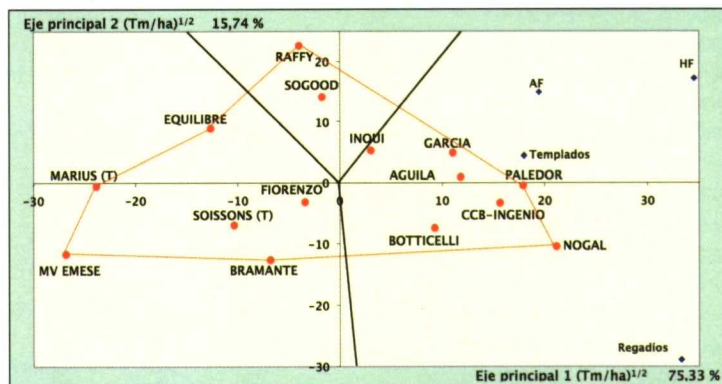 Eje principal 2 (Tm/ha)1/2 15,74 %
RAFFY
20
AF
HF
SOGOOD
EQUILIBRE
10
INQUI
GARCIA
Templados
MARIUS (T)
FIORENZO
AGUILA
PALEDOR
-30
-20
-10
0
0
10
20
30
SOISSONS (T)
CCB-INGENIO
BOTTICELLI
-10
NOGAL
MV EMESE
BRAMANTE
-20
Regadíos
-30
Eje principal 1 (Tm/ha)1/2 75,33 %